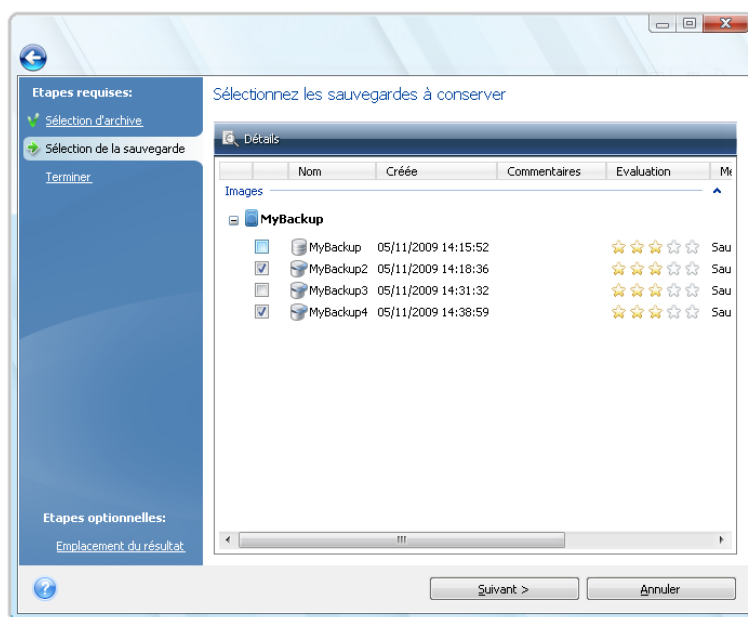 Etapes requises:
Sélection d'archive
Sélection de la sauvegarde
Terminer
Etapes optionnelles:
Emplacement du résultat
Sélectionnez les sauvegardes à conserver
Détails
Nom Créée Commentaires Evaluation
Images
MyBackup
MyBackup 05/11/2009 14:15:52 Sau
MyBackup2 05/11/2009 14:18:36 Sau
MyBackup3 05/11/2009 14:31:32 Sau
MyBackup4 05/11/2009 14:38:59 Sau
Suivant > Annuler